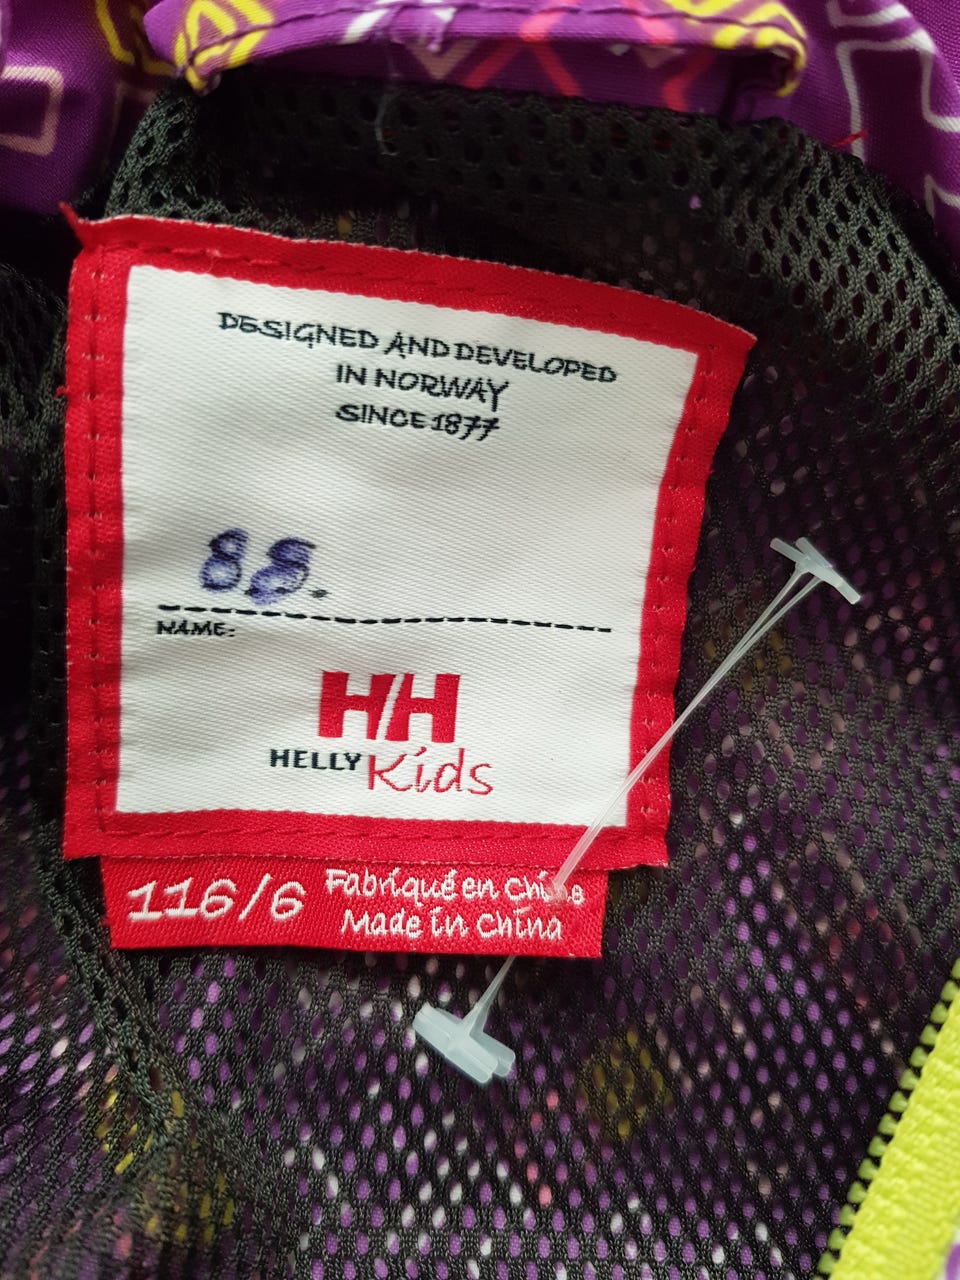 DESIGNED AND DEVELOPED
IN NORWAY
SINCE 1877
88.
NAME:
HH
HELLY Kids
116/6
Fabriqué en Chine
Made in China